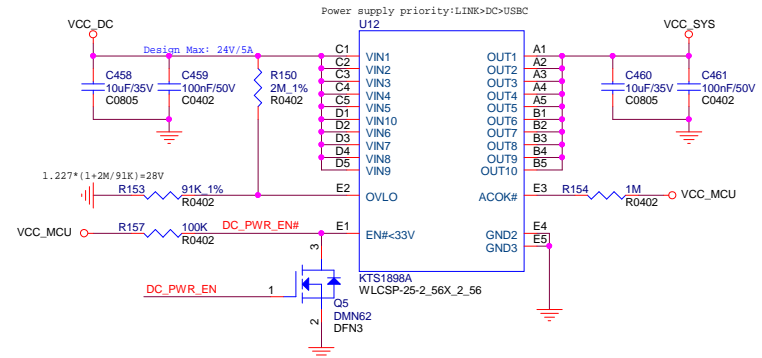 Power supply priority:LINK>DC>USBC
VCC_DC
U12
VCC_SYS
Design Max: 24V/5A
C1 VIN1 OUT1 A1
C2 VIN2 OUT2 A2
C3 VIN3 OUT3 A3
C4 VIN4 OUT4 A4
C5 VIN5 OUT5 A5
D1 VIN10 OUT6 B1
D2 VIN6 OUT7 B2
D3 VIN7 OUT8 B3
D4 VIN8 OUT9 B4
D5 VIN9 OUT10 B5
C458
10uF/35V
C0805
C459
100nF/50V
C0402
R150
2M_1%
R0402
C460
10uF/35V
C0805
C461
100nF/50V
C0402
1.227*(1+2M/91K)=28V
R153 91K_1%
R0402
E2 OVLO ACOK# E3
R154 1M
R0402
VCC_MCU
VCC_MCU
R157 100K
R0402
DC_PWR_EN#
E1 EN#<33V
GND2 E4
GND3 E5
3
KTS1898A
WLCSP-25-2_56X_2_56
DC_PWR_EN
1
2
Q5
DMN62
DFN3